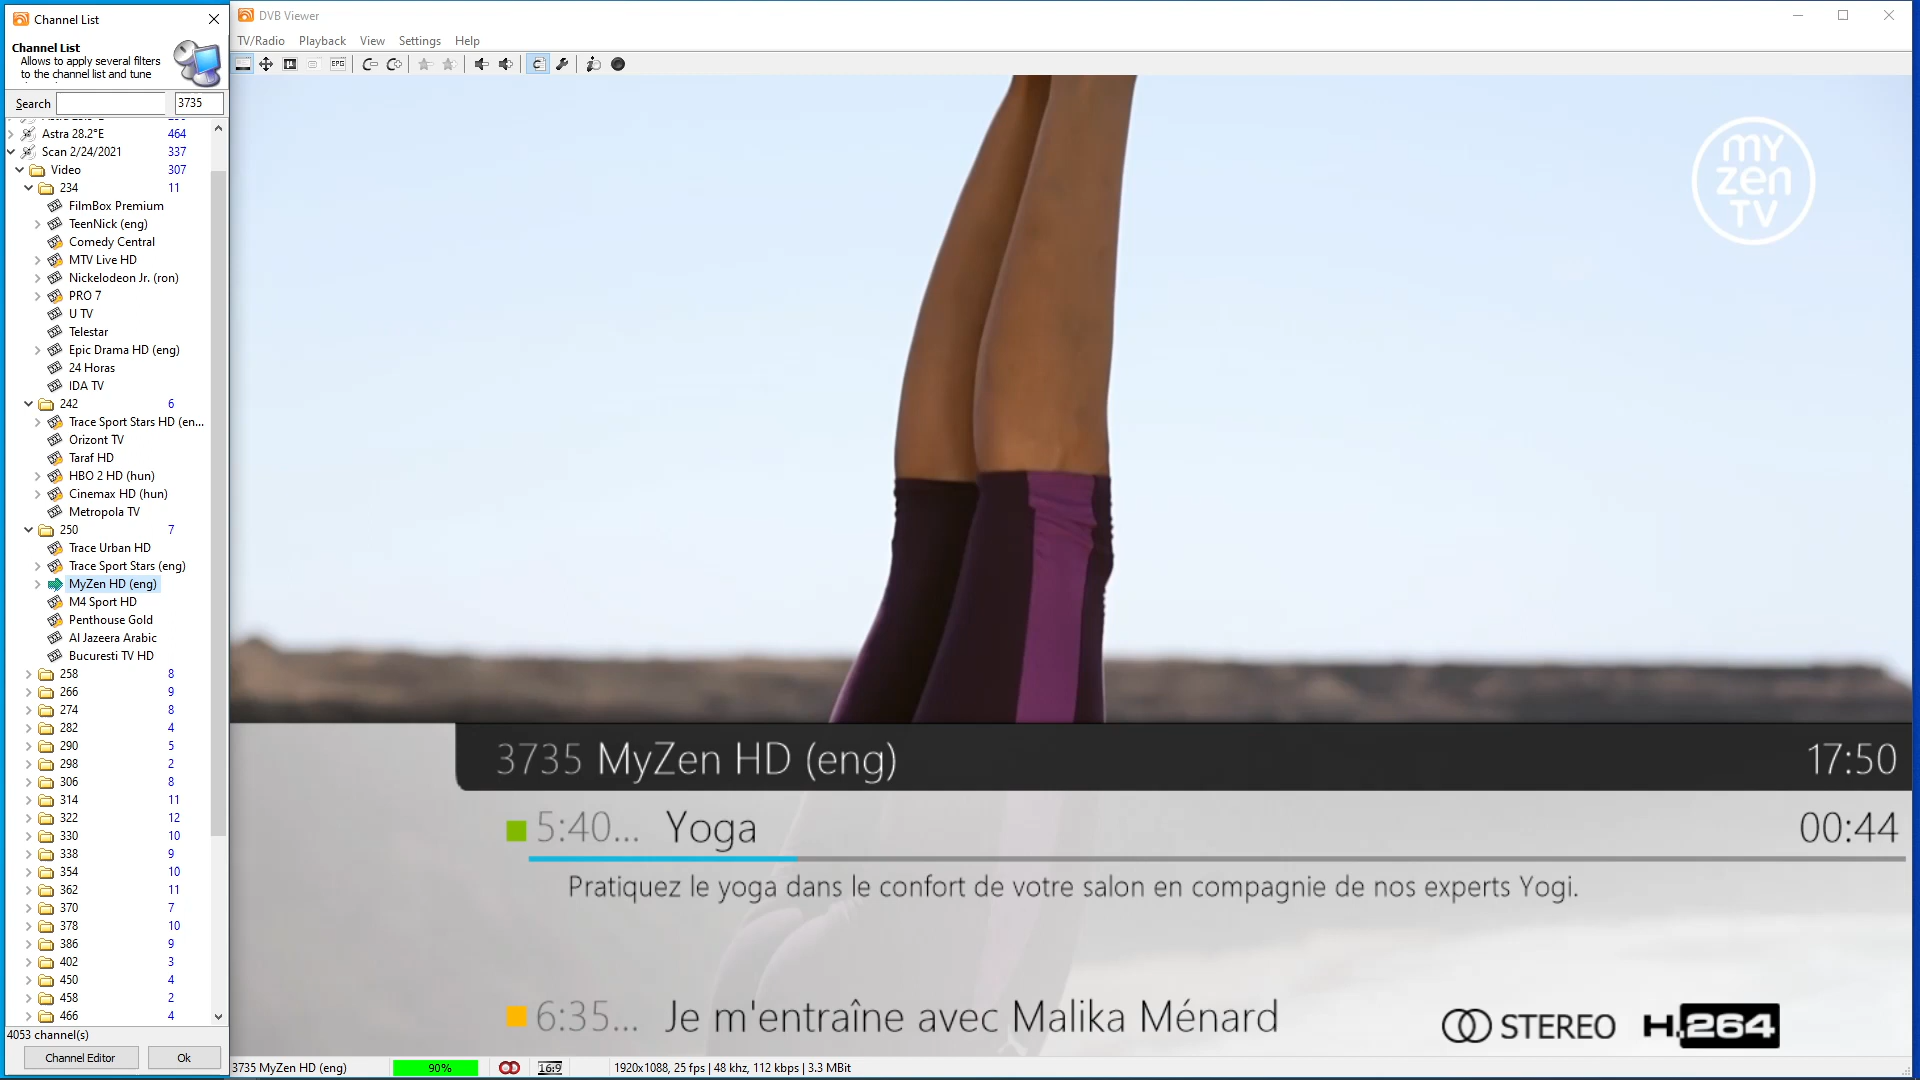 Channel List
DVB Viewer
Channel List
Allows to apply several filters
to the channel list and tune
TV/Radio Playback View Settings Help
EPG
Search 3735
Astra 28.2°E 464
Scan 2/24/2021 337
Video 307
234 11
FilmBox Premium
TeenNick (eng)
Comedy Central
MTV Live HD
Nickelodeon Jr. (ron)
PRO 7
U TV
Telestar
Epic Drama HD (eng)
24 Horas
IDA TV
242 6
Trace Sport Stars HD (en...
Orizont TV
Taraf HD
HBO 2 HD (hun)
Cinemax HD (hun)
Metropola TV
250 7
Trace Urban HD
Trace Sport Stars (eng)
MyZen HD (eng)
M4 Sport HD
Penthouse Gold
Al Jazeera Arabic
Bucuresti TV HD
258 8
266 9
274 8
282 4
290 5
298 2
306 8
314 11
322 12
330 10
338 9
354 10
362 11
370 7
378 10
386 9
402 3
450 4
458 2
466 4
4053 channel(s)
Channel Editor Ok
my
zen
TV
3735 MyZen HD (eng) 17:50
5:40... Yoga 00:44
Pratiquez le yoga dans le confort de votre salon en compagnie de nos experts Yogi.
6:35... Je m'entraîne avec Malika Ménard
STEREO H.264
3735 MyZen HD (eng) 90% 16:9 1920x1088, 25 fps | 48 khz, 112 kbps | 3.3 MBit